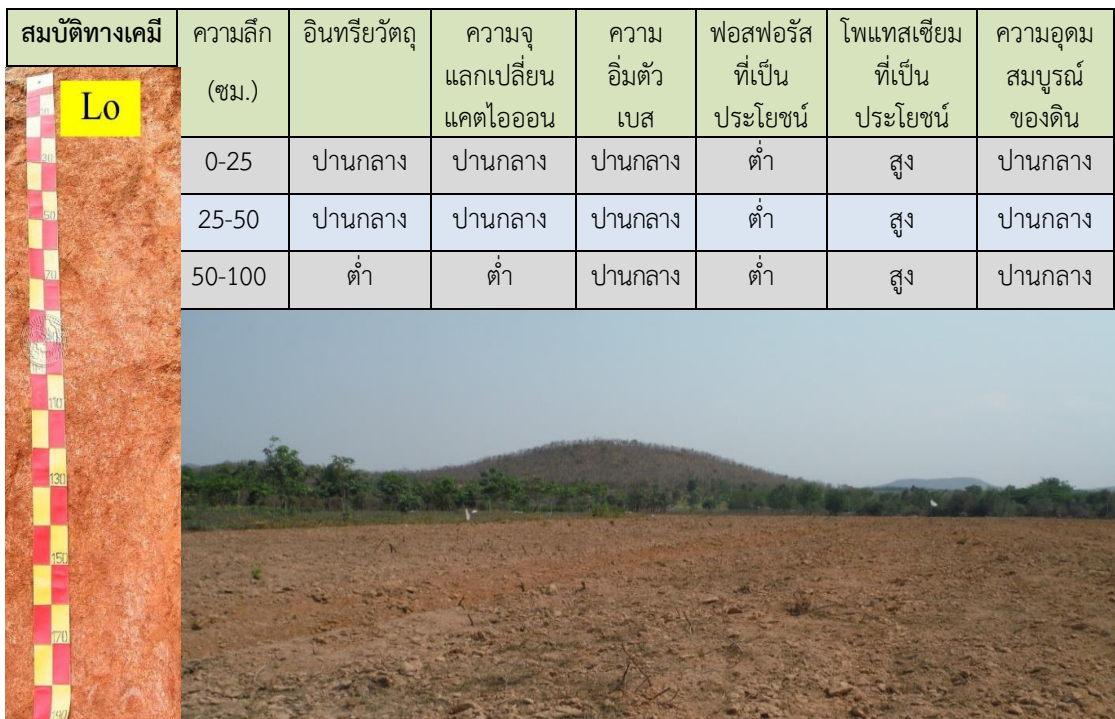 สมบัติทางเคมี ความลึก (ซม.) อินทรียวัตถุ ความจุแลกเปลี่ยนแคตไอออน ความอิ่มตัวเบส ฟอสฟอรัสที่เป็นประโยชน์ โพแทสเซียมที่เป็นประโยชน์ ความอุดมสมบูรณ์ของดิน
0-25 ปานกลาง ปานกลาง ปานกลาง ต่ำ สูง ปานกลาง
25-50 ปานกลาง ปานกลาง ปานกลาง ต่ำ สูง ปานกลาง
50-100 ต่ำ ต่ำ ปานกลาง ต่ำ สูง ปานกลาง
Lo
30
50
70
110
130
150
170
190